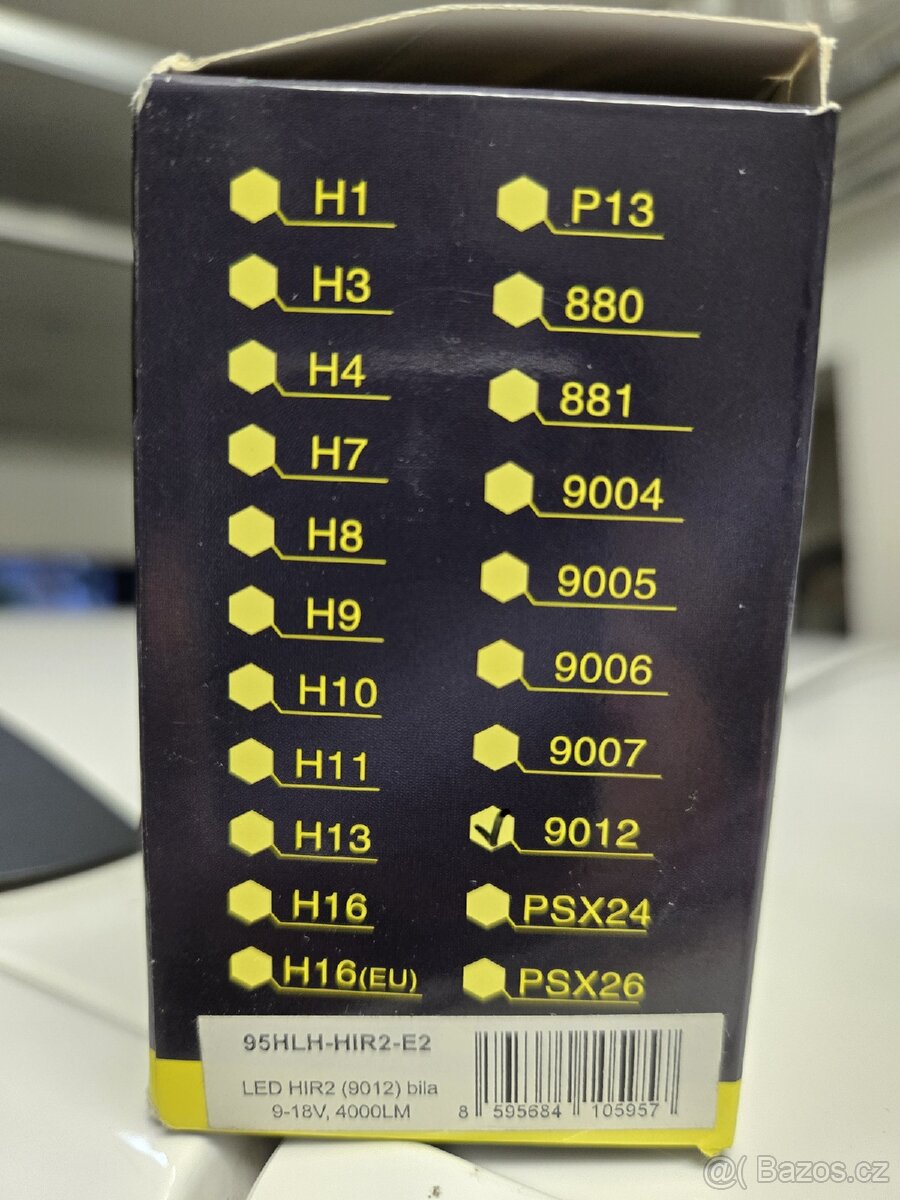 H1
H3
H4
H7
H8
H9
H10
H11
H13
H16
H16(EU)
P13
880
881
9004
9005
9006
9007
9012
PSX24
PSX26
95HLH-HIR2-E2
LED HIR2 (9012) bila
9-18V, 4000LM
8 595684 105957
@( Bazos.cz